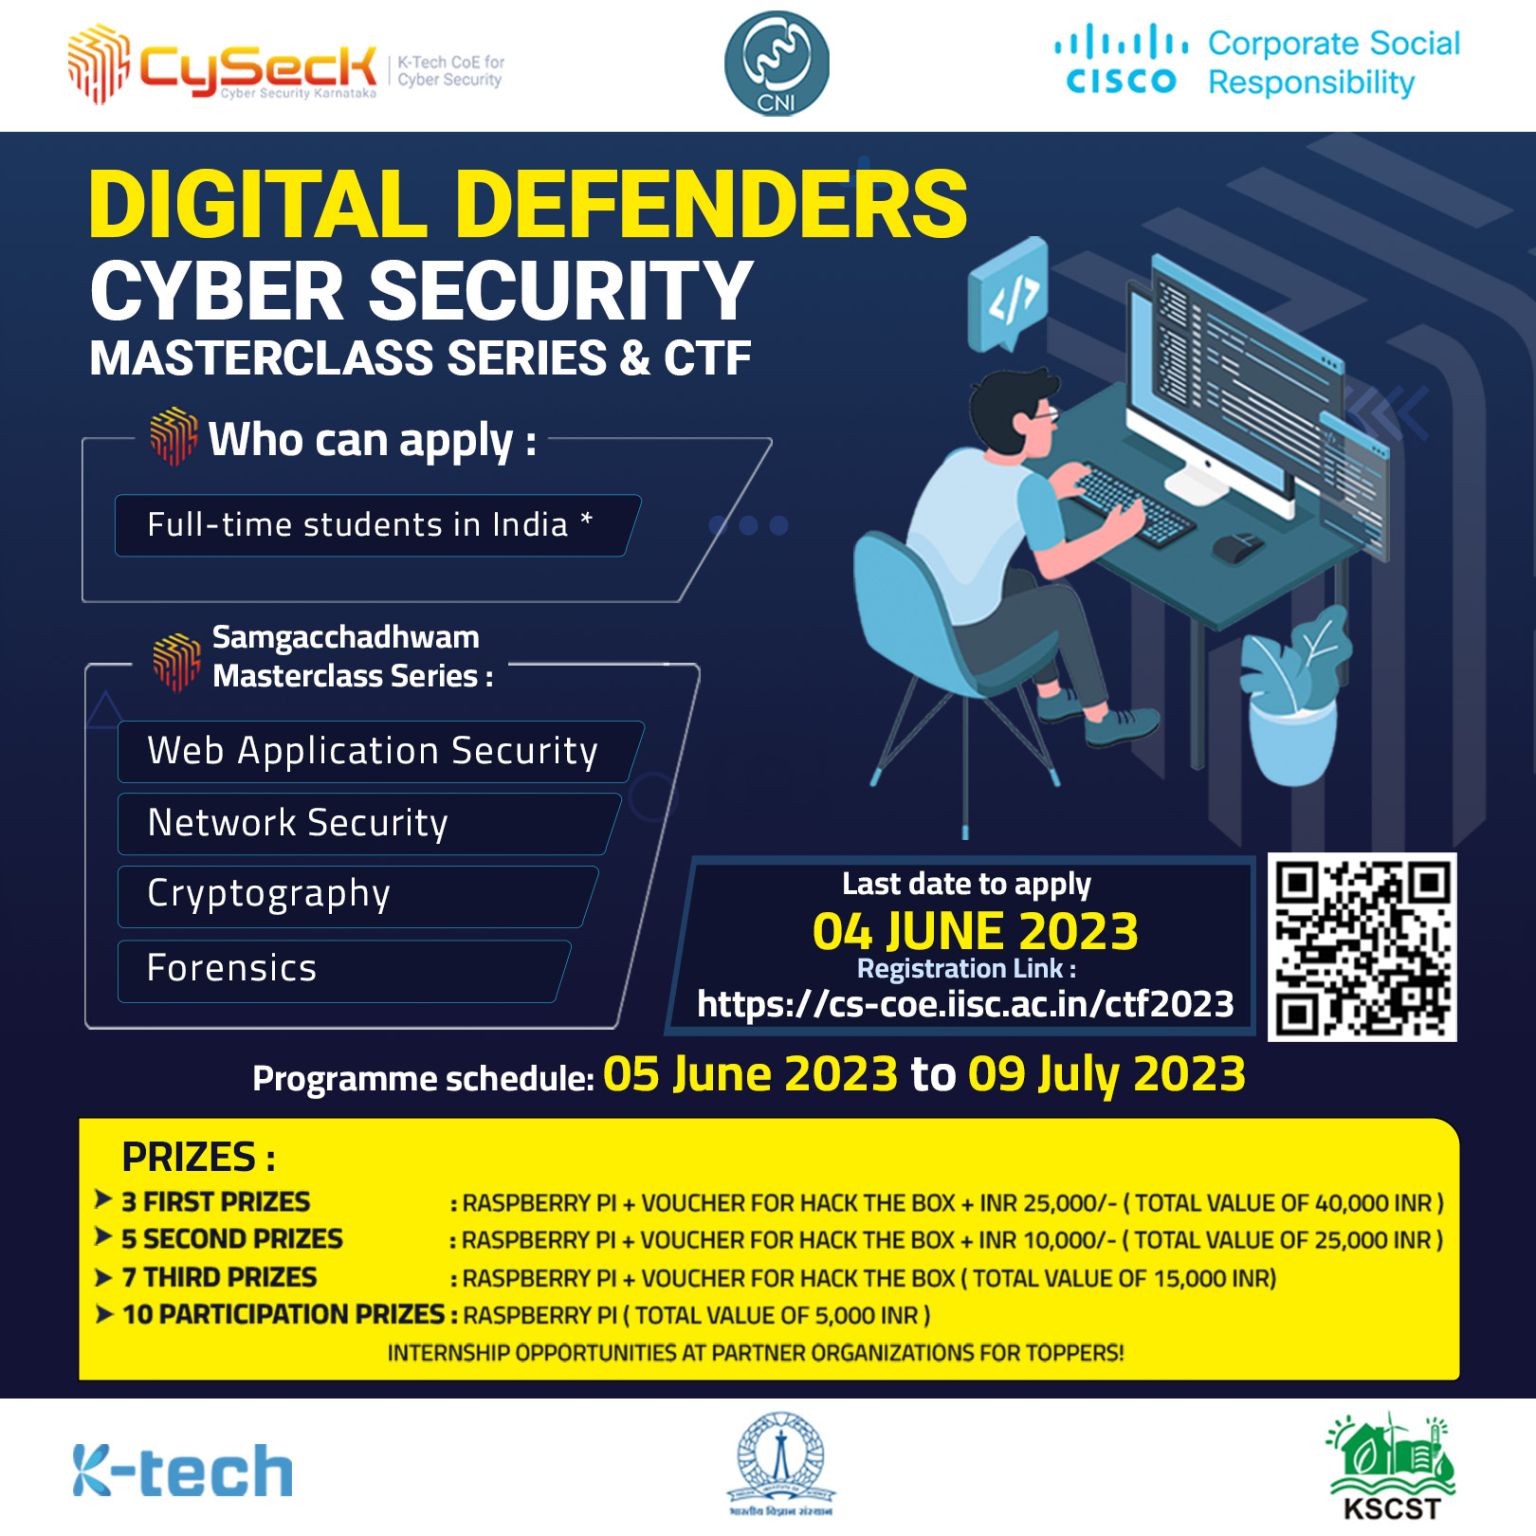 CySecK
Cyber Security Karnataka
K-Tech CoE for
Cyber Security
CNI
CISCO
Corporate Social
Responsibility
DIGITAL DEFENDERS
CYBER SECURITY
MASTERCLASS SERIES & CTF
Who can apply :
Full-time students in India *
Samgacchadhwam
Masterclass Series :
Web Application Security
Network Security
Cryptography
Forensics
</>
Last date to apply
04 JUNE 2023
Registration Link :
https://cs-coe.iisc.ac.in/ctf2023
Programme schedule: 05 June 2023 to 09 July 2023
PRIZES :
➤ 3 FIRST PRIZES : RASPBERRY PI + VOUCHER FOR HACK THE BOX + INR 25,000/- ( TOTAL VALUE OF 40,000 INR )
➤ 5 SECOND PRIZES : RASPBERRY PI + VOUCHER FOR HACK THE BOX + INR 10,000/- ( TOTAL VALUE OF 25,000 INR )
➤ 7 THIRD PRIZES : RASPBERRY PI + VOUCHER FOR HACK THE BOX ( TOTAL VALUE OF 15,000 INR)
➤ 10 PARTICIPATION PRIZES : RASPBERRY PI ( TOTAL VALUE OF 5,000 INR )
INTERNSHIP OPPORTUNITIES AT PARTNER ORGANIZATIONS FOR TOPPERS!
K-tech
भारतीय विज्ञान संस्थान
KSCST